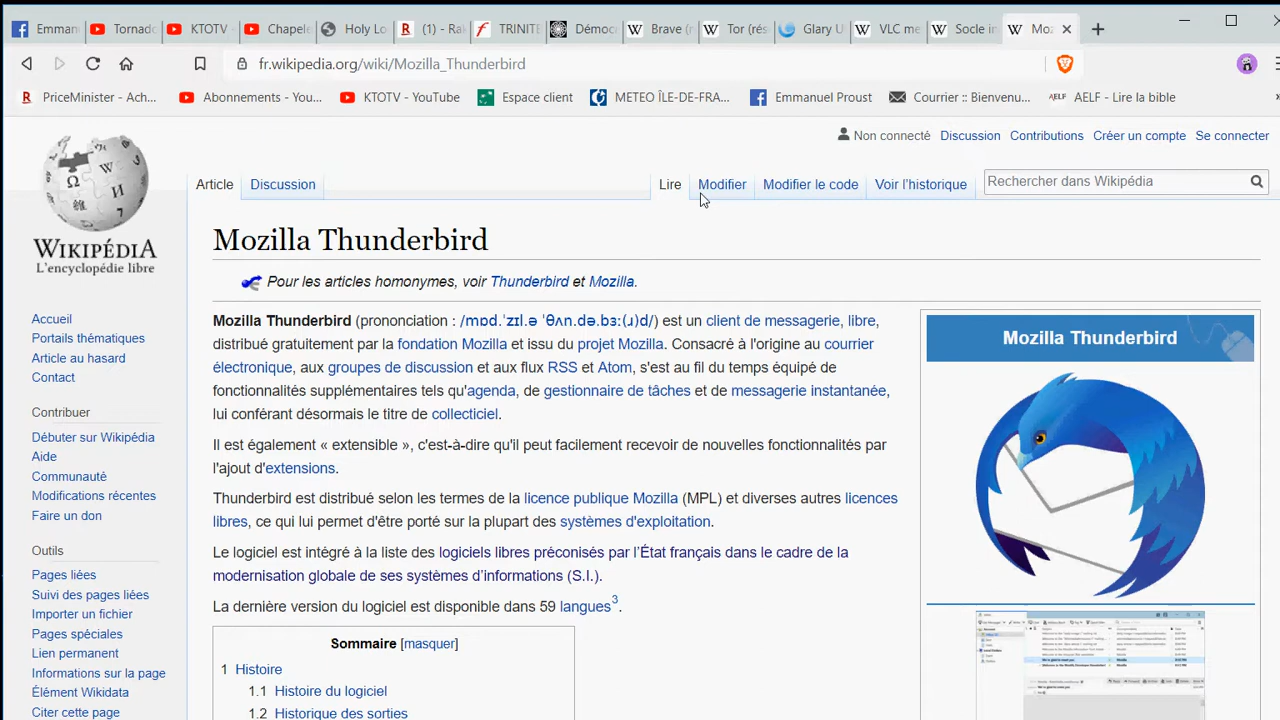 Emman
Tornado
KTOTV
Chapele
Holy Lo
(1) - Rak
TRINITE
Démoc
Brave (r
Tor (rés
Glary U
VLC me
Socle in
Moz
fr.wikipedia.org/wiki/Mozilla_Thunderbird
PriceMinister - Ach...
Abonnements - You...
KTOTV - YouTube
Espace client
METEO ÎLE-DE-FRA...
Emmanuel Proust
Courrier :: Bienvenu...
AELF AELF - Lire la bible
Non connecté Discussion Contributions Créer un compte Se connecter
Article Discussion Lire Modifier Modifier le code Voir l'historique Rechercher dans Wikipédia
WIKIPÉDIA
L'encyclopédie libre
Accueil
Portails thématiques
Article au hasard
Contact
Contribuer
Débuter sur Wikipédia
Aide
Communauté
Modifications récentes
Faire un don
Outils
Pages liées
Suivi des pages liées
Importer un fichier
Pages spéciales
Lien permanent
Informations sur la page
Élément Wikidata
Citer cette page
Mozilla Thunderbird
Pour les articles homonymes, voir Thunderbird et Mozilla.
Mozilla Thunderbird (prononciation : /mɒd.ˈzɪl.ə ˈθʌn.də.bɜː(ɹ)d/) est un client de messagerie, libre,
distribué gratuitement par la fondation Mozilla et issu du projet Mozilla. Consacré à l'origine au courrier
électronique, aux groupes de discussion et aux flux RSS et Atom, s'est au fil du temps équipé de
fonctionnalités supplémentaires tels qu'agenda, de gestionnaire de tâches et de messagerie instantanée,
lui conférant désormais le titre de collecticiel.
Il est également « extensible », c'est-à-dire qu'il peut facilement recevoir de nouvelles fonctionnalités par
l'ajout d'extensions.
Thunderbird est distribué selon les termes de la licence publique Mozilla (MPL) et diverses autres licences
libres, ce qui lui permet d'être porté sur la plupart des systèmes d'exploitation.
Le logiciel est intégré à la liste des logiciels libres préconisés par l'État français dans le cadre de la
modernisation globale de ses systèmes d'informations (S.I.).
La dernière version du logiciel est disponible dans 59 langues3.
Sommaire [masquer]
1 Histoire
1.1 Histoire du logiciel
1.2 Historique des sorties
Mozilla Thunderbird